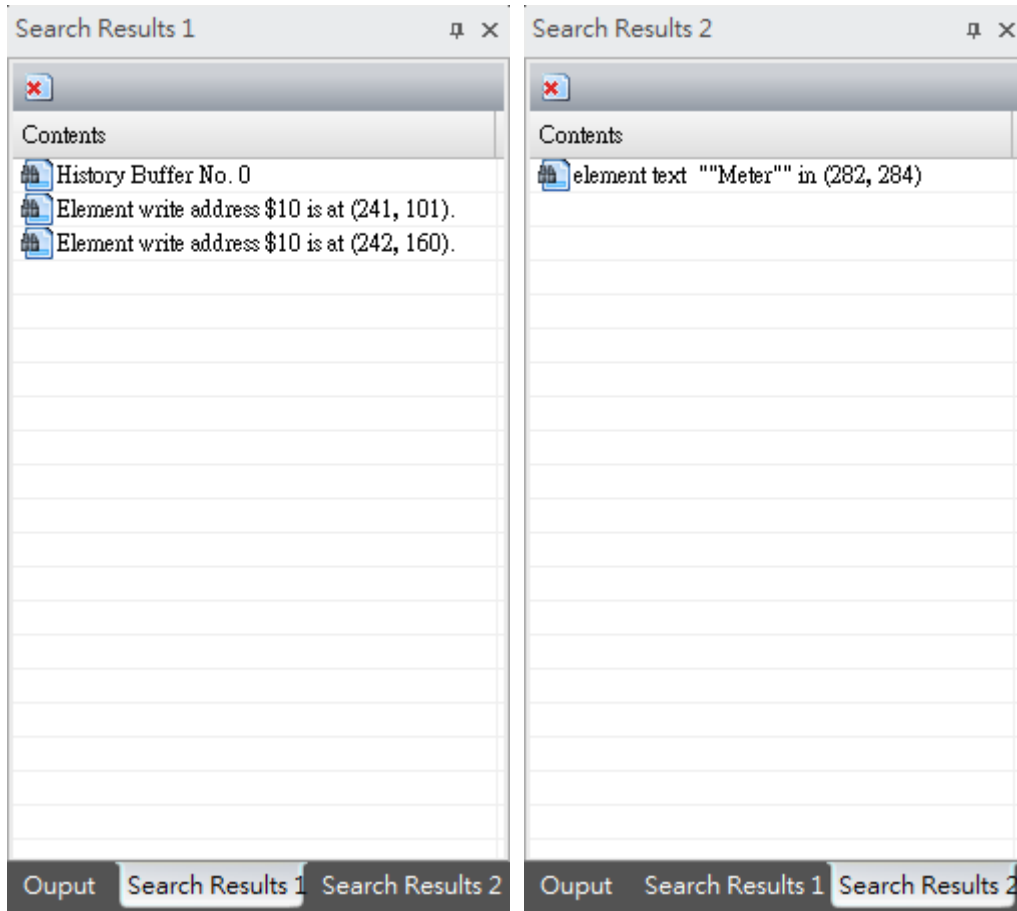 Search Results 1
Contents
History Buffer No. 0
Element write address $10 is at (241, 101).
Element write address $10 is at (242, 160).
Ouput Search Results 1 Search Results 2
Search Results 2
Contents
element text ""Meter"" in (282, 284)
Ouput Search Results 1 Search Results 2